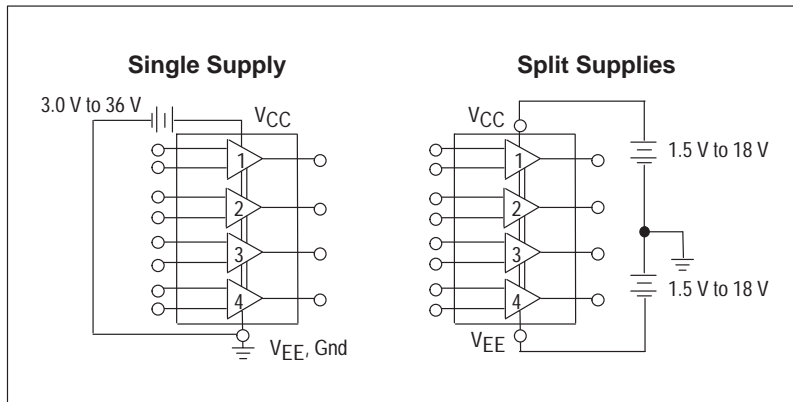 Single Supply
3.0 V to 36 V
VCC
1
2
3
4
VEE, Gnd
Split Supplies
VCC
1
2
3
4
VEE
1.5 V to 18 V
1.5 V to 18 V